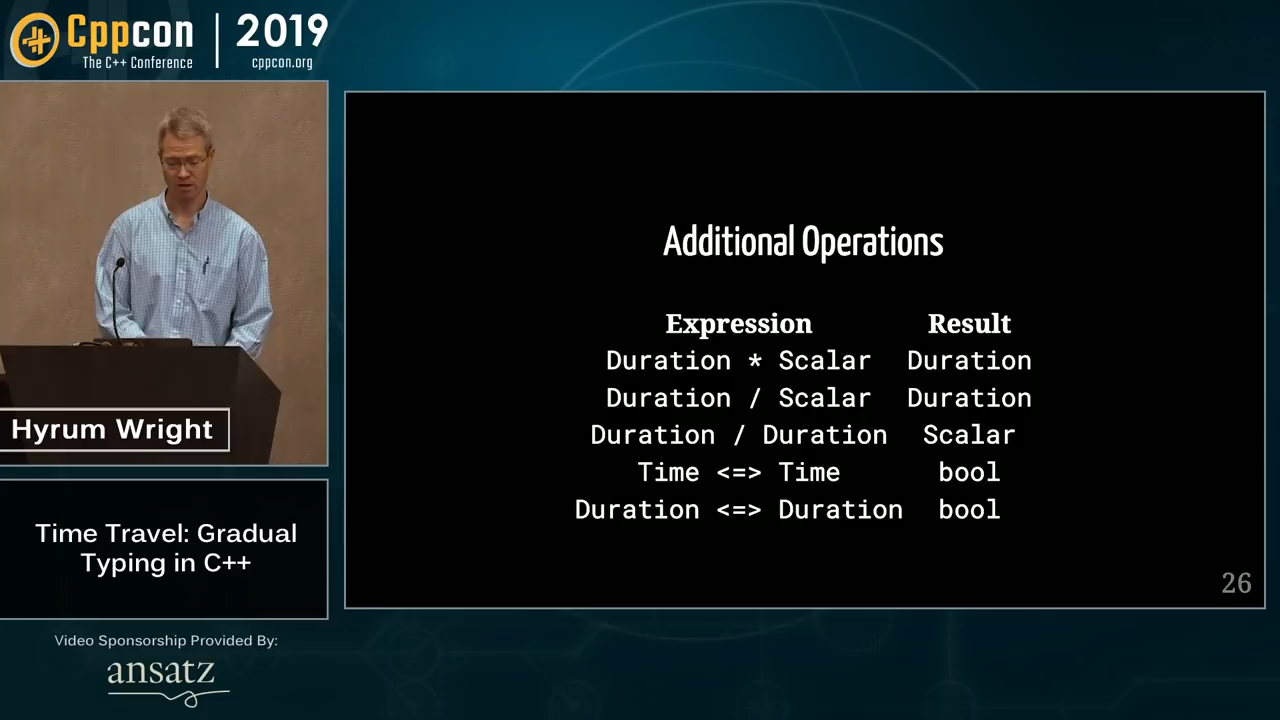 Cppcon | 2019
The C++ Conference
cppcon.org
Hyrum Wright
Time Travel: Gradual
Typing in C++
Video Sponsorship Provided By:
ansatz
Additional Operations
Expression Result
Duration * Scalar Duration
Duration / Scalar Duration
Duration / Duration Scalar
Time <=> Time bool
Duration <=> Duration bool
26